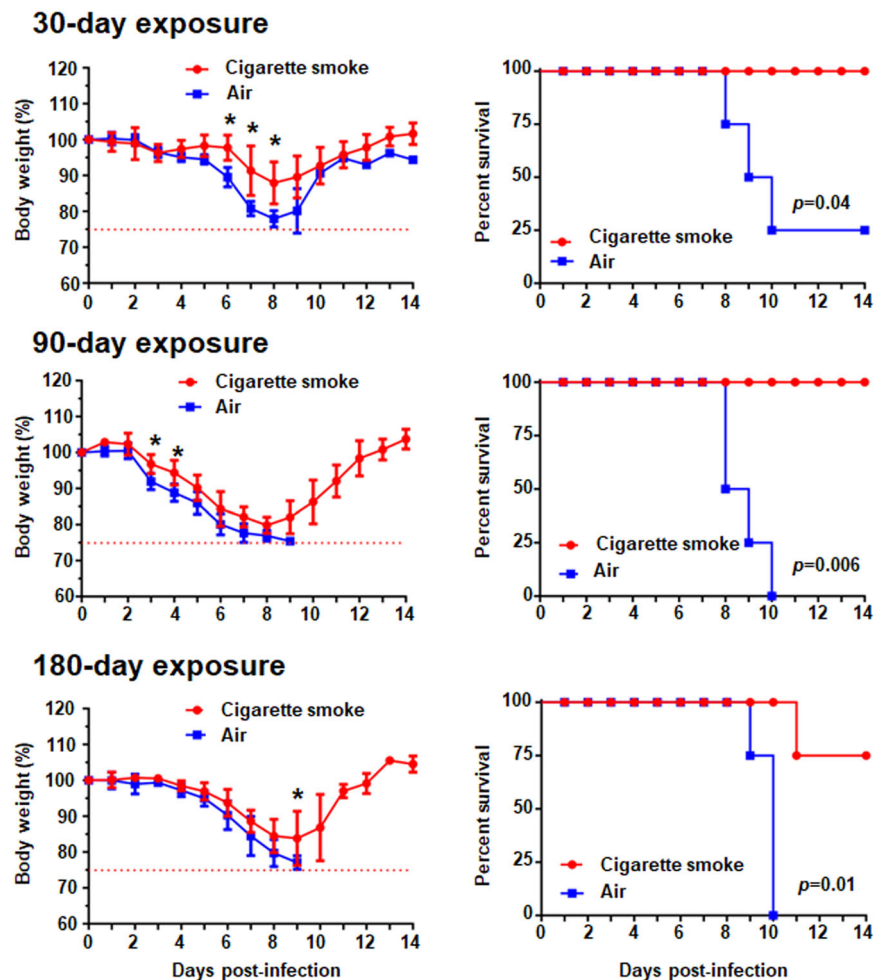 30-day exposure
120
110
100
90
80
70
60
Body weight (%)
Cigarette smoke
Air
* * *
0 2 4 6 8 10 12 14
100
75
50
25
0
Percent survival
p=0.04
Cigarette smoke
Air
0 2 4 6 8 10 12 14
90-day exposure
120
110
100
90
80
70
60
Body weight (%)
Cigarette smoke
Air
* *
0 2 4 6 8 10 12 14
100
75
50
25
0
Percent survival
Cigarette smoke
Air
p=0.006
0 2 4 6 8 10 12 14
180-day exposure
120
110
100
90
80
70
60
Body weight (%)
Cigarette smoke
Air
*
0 2 4 6 8 10 12 14
Days post-infection
100
75
50
25
0
Percent survival
Cigarette smoke
Air
p=0.01
0 2 4 6 8 10 12 14
Days post-infection